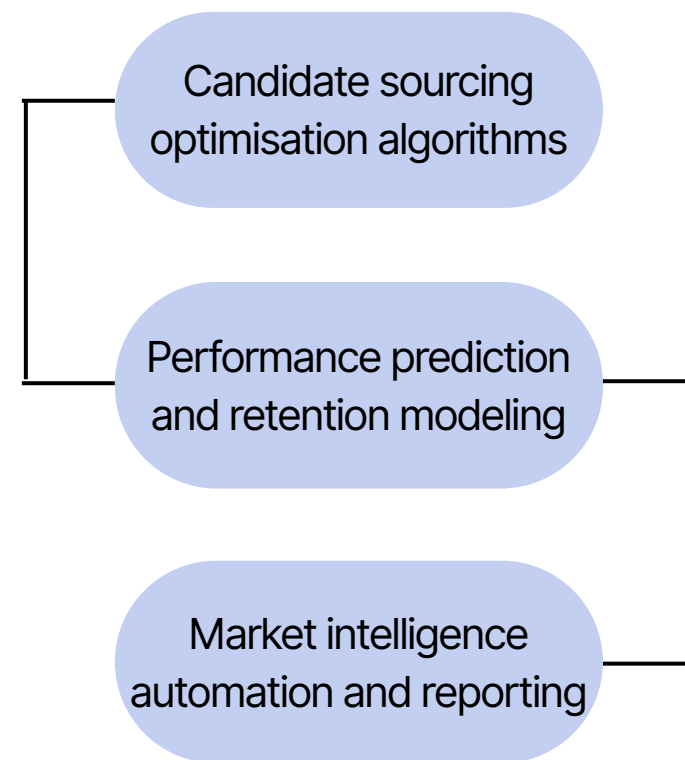 Candidate sourcing
optimisation algorithms
Performance prediction
and retention modeling
Market intelligence
automation and reporting